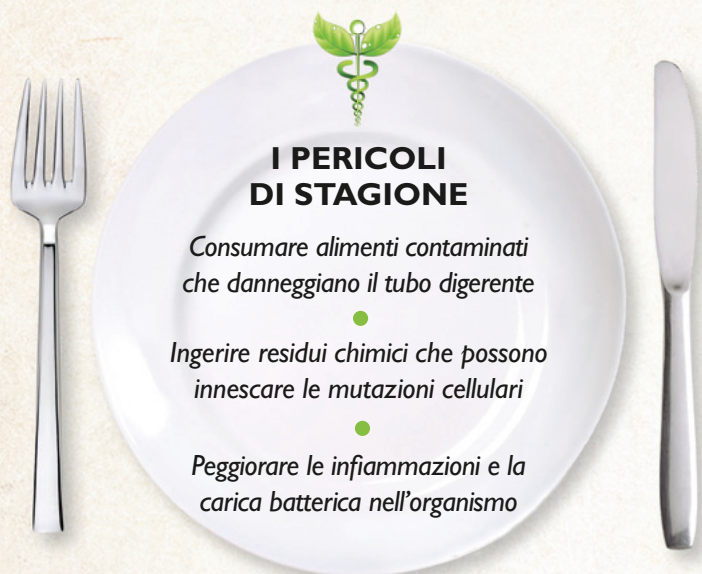 I PERICOLI
DI STAGIONE
Consumare alimenti contaminati
che danneggiano il tubo digerente
Ingerire residui chimici che possono
innescare le mutazioni cellulari
Peggiorare le infiammazioni e la
carica batterica nell’organismo